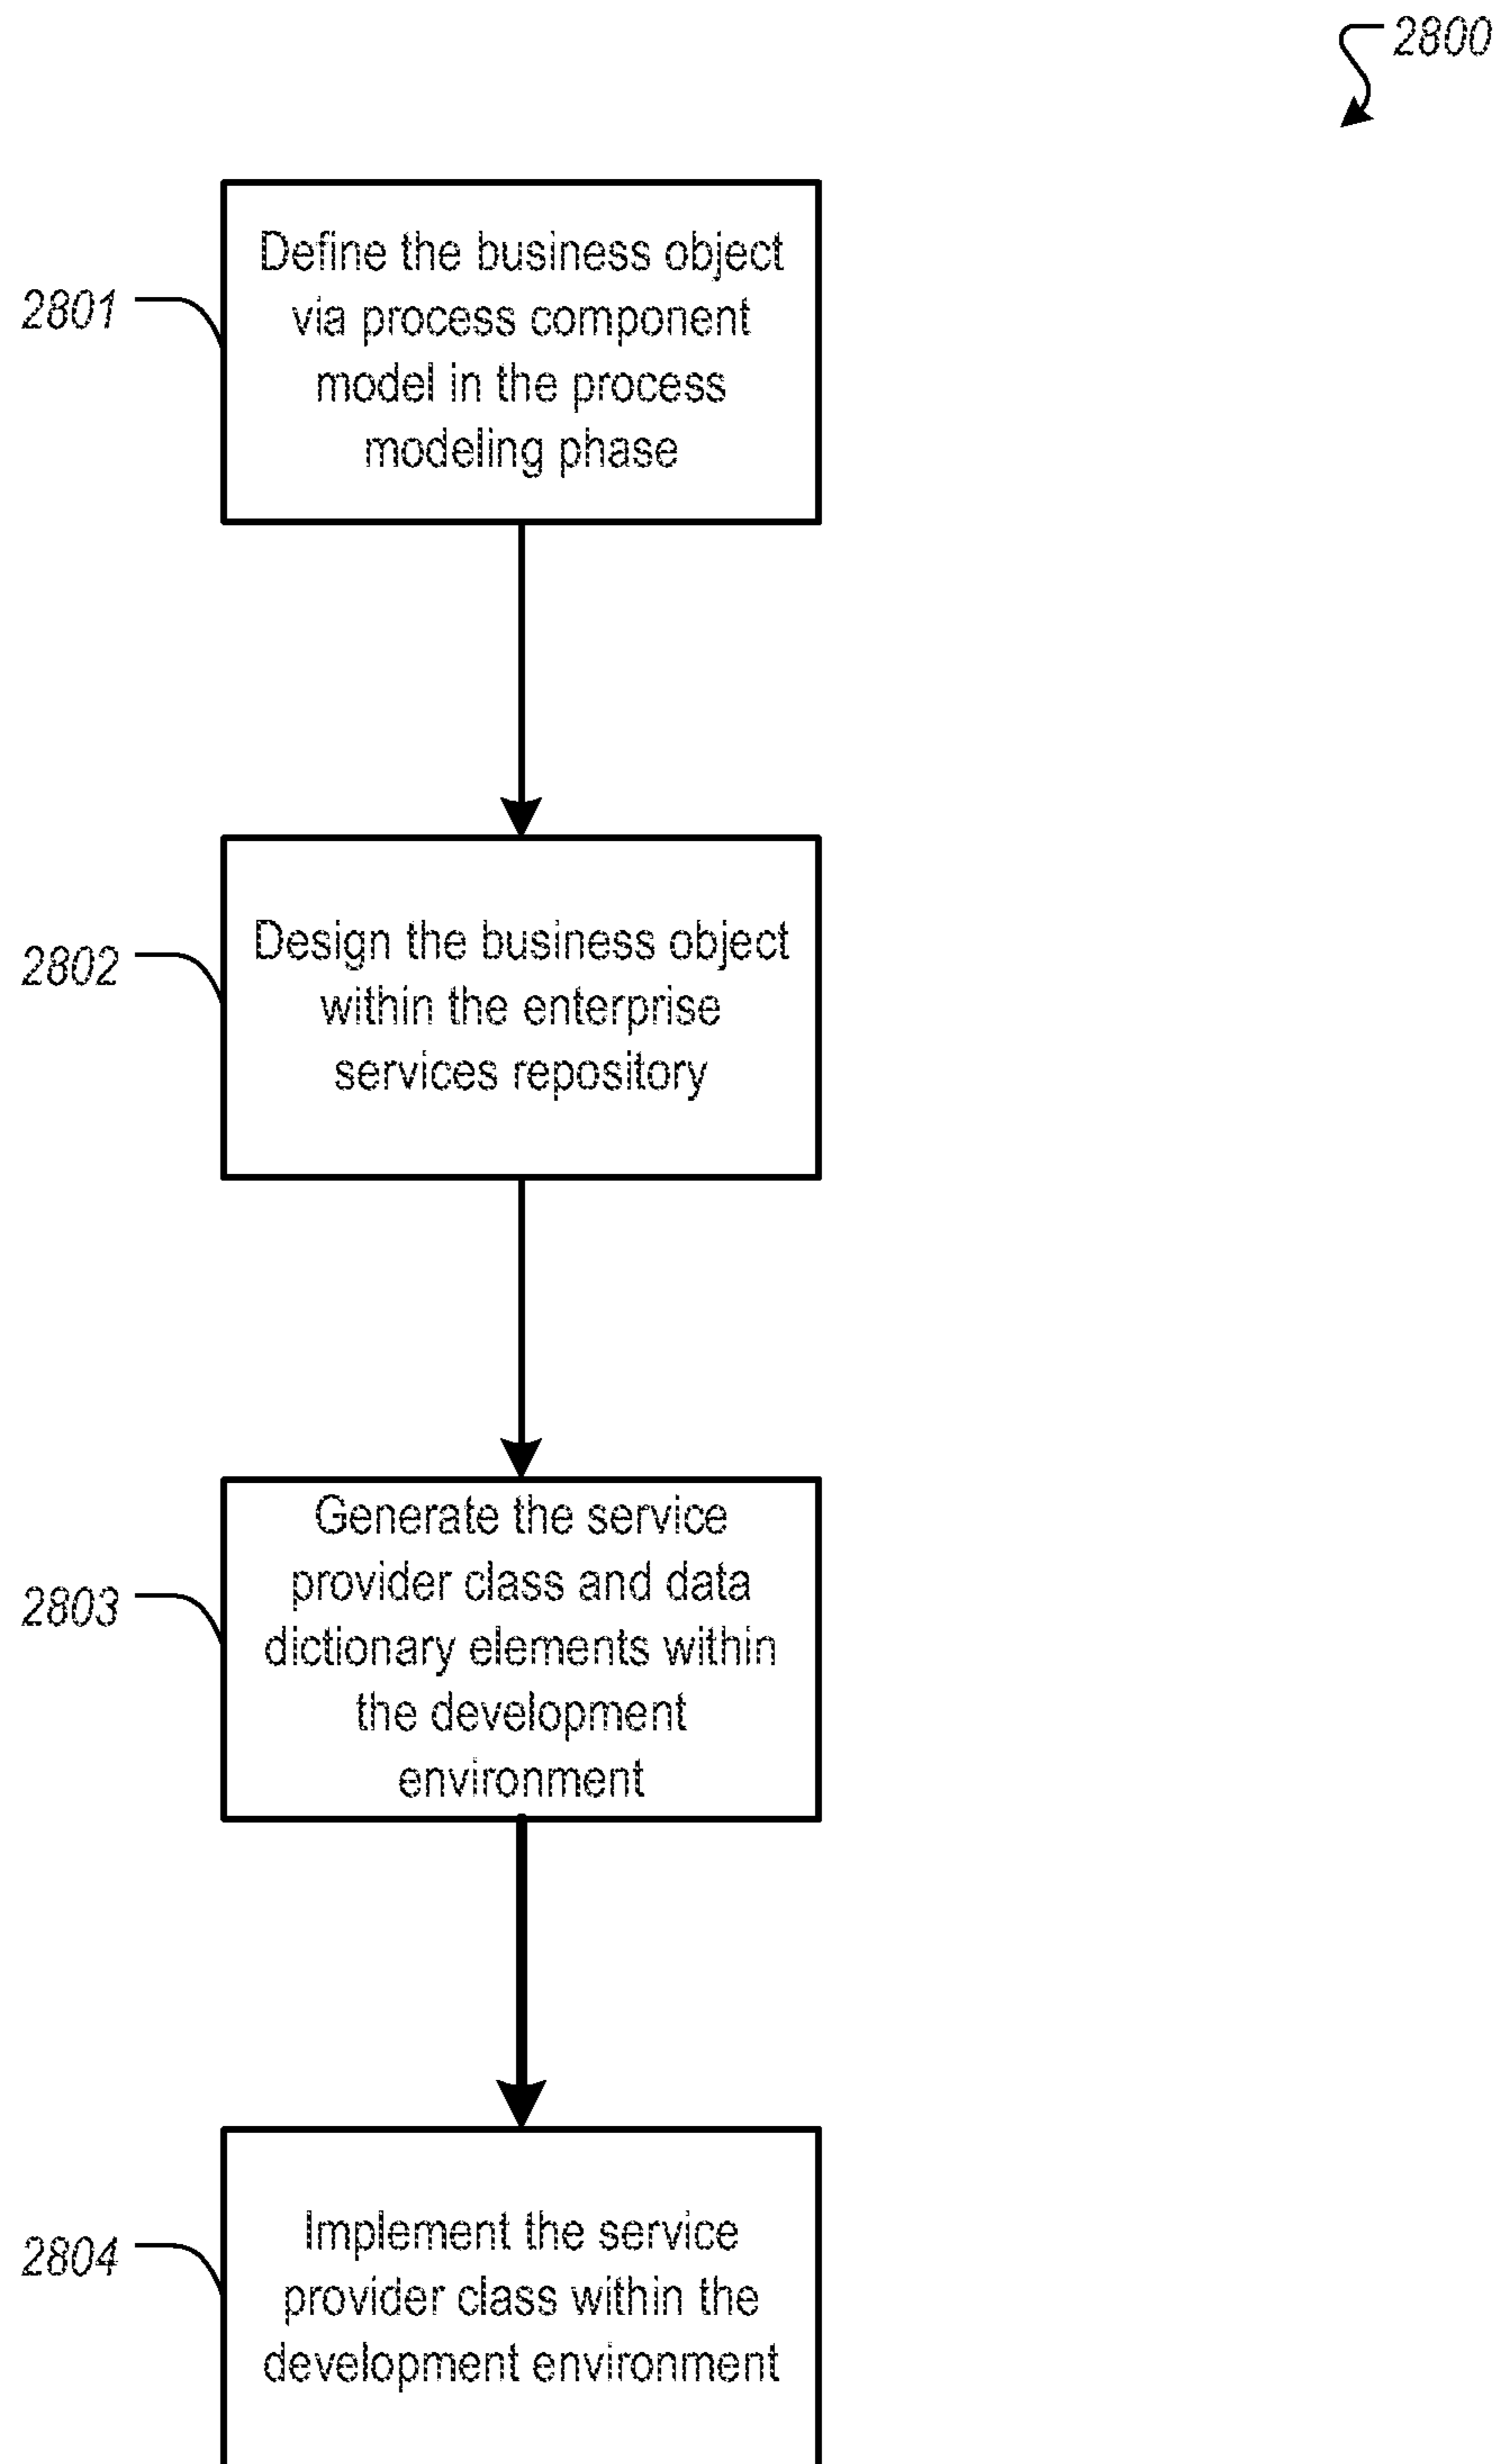 2800
Define the business object
via process component
model in the process
modeling phase
2801
Design the business object
within the enterprise
services repository
2802
Generate the service
provider class and data
dictionary elements within
the development
environment
2803
Implement the service
provider class within the
development environment
2804